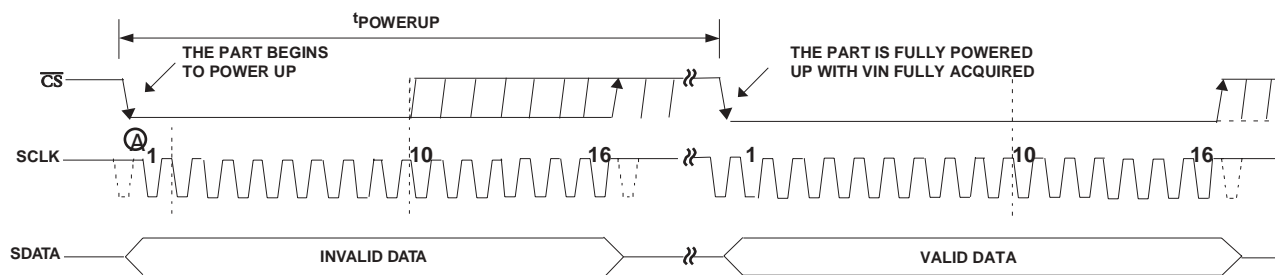 tPOWERUP
THE PART BEGINS
TO POWER UP
THE PART IS FULLY POWERED
UP WITH VIN FULLY ACQUIRED
CS
A
SCLK
1
10
16
1
10
16
SDATA
INVALID DATA
VALID DATA